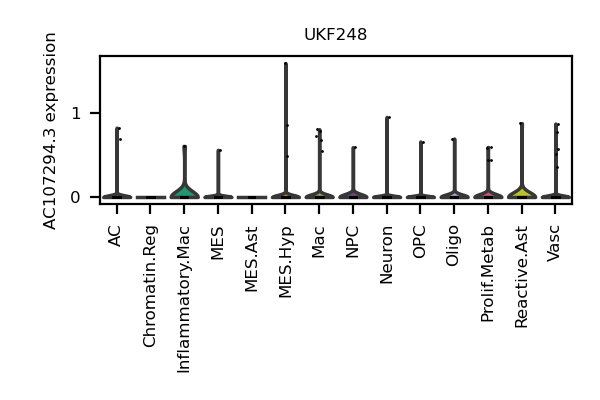 UKF248
AC107294.3 expression
1
0
AC
Chromatin.Reg
Inflammatory.Mac
MES
MES.Ast
MES.Hyp
Mac
NPC
Neuron
OPC
Oligo
Prolif.Metab
Reactive.Ast
Vasc